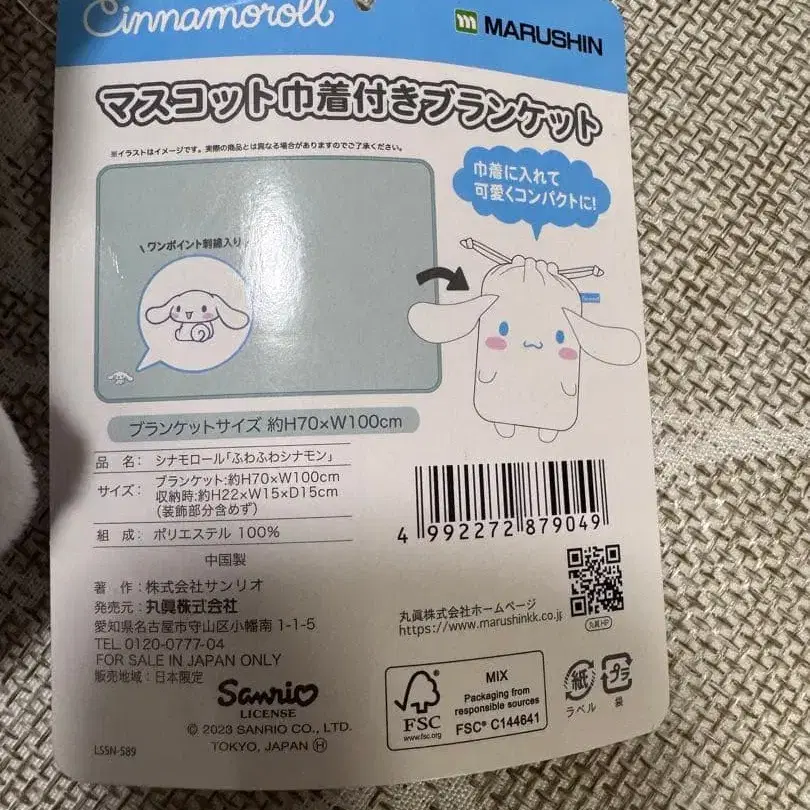 Cinnamoroll
m MARUSHIN
マスコット巾着付きブランケット
※イラストはイメージです。実際の商品とは異なる場合がありますのでご了承ください。
巾着に入れて
可愛くコンパクトに!
\ワンポイント刺繍入り/
ブランケットサイズ 約H70×W100cm
品 名: シナモロール「ふわふわシナモン」
サイズ: ブランケット:約H70×W100cm
収納時:約H22×W15×D15cm
(装飾部分含めず)
組 成: ポリエステル 100%
中国製
4 992272 879049
著 作:株式会社サンリオ
発売元:丸眞株式会社
愛知県名古屋市守山区小幡南 1-1-5
TEL 0120-0777-04
FOR SALE IN JAPAN ONLY
販売地域:日本限定
丸眞株式会社ホームページ
https://www.marushinkk.co.jp
丸眞HP
Sanrio
LICENSE
© 2023 SANRIO CO., LTD.
TOKYO, JAPAN Ⓗ
LSSN-589
FSC
www.fsc.org
MIX
Packaging from
responsible sources
FSC® C144641
紙
ラベル
プラ
袋